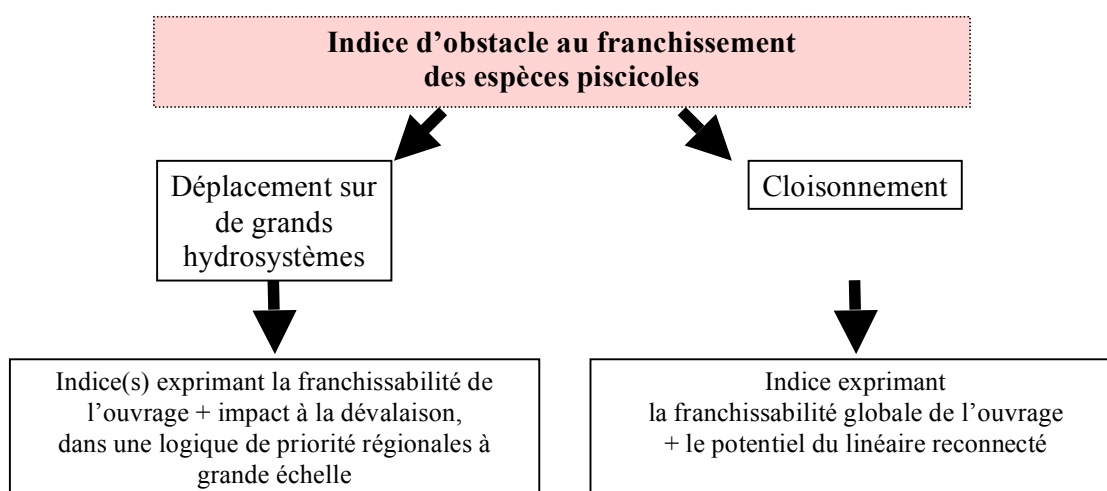 Indice d’obstacle au franchissement
des espèces piscicoles
Déplacement sur
de grands
hydrosystèmes
Cloisonnement
Indice(s) exprimant la franchissabilité de
l’ouvrage + impact à la dévalaison,
dans une logique de priorité régionales à
grande échelle
Indice exprimant
la franchissabilité globale de l’ouvrage
+ le potentiel du linéaire reconnecté